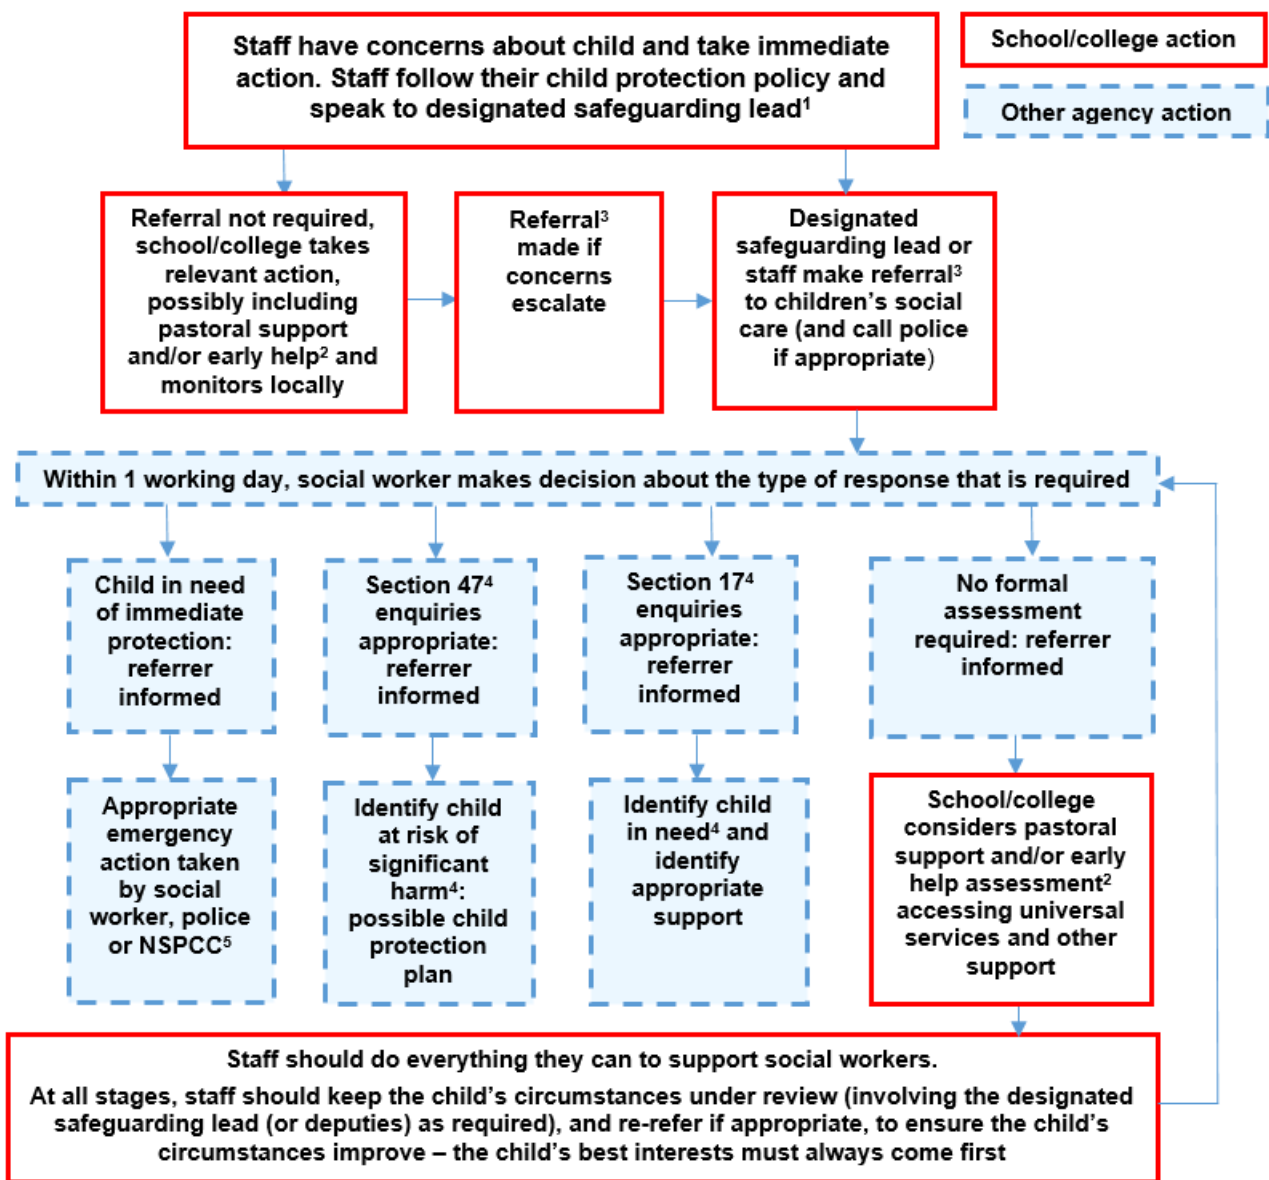 Staff have concerns about child and take immediate
action. Staff follow their child protection policy and
speak to designated safeguarding lead¹
School/college action
Other agency action
Referral not required,
school/college takes
relevant action,
possibly including
pastoral support
and/or early help² and
monitors locally
Referral³
made if
concerns
escalate
Designated
safeguarding lead or
staff make referral³
to children’s social
care (and call police
if appropriate)
Within 1 working day, social worker makes decision about the type of response that is required
Child in need
of immediate
protection:
referrer
informed
Section 47⁴
enquiries
appropriate:
referrer
informed
Section 17⁴
enquiries
appropriate:
referrer
informed
No formal
assessment
required: referrer
informed
Appropriate
emergency
action taken
by social
worker, police
or NSPCC⁵
Identify child
at risk of
significant
harm⁴:
possible child
protection
plan
Identify child
in need⁴ and
identify
appropriate
support
School/college
considers pastoral
support and/or early
help assessment²
accessing universal
services and other
support
Staff should do everything they can to support social workers.
At all stages, staff should keep the child’s circumstances under review (involving the designated
safeguarding lead (or deputies) as required), and re-refer if appropriate, to ensure the child’s
circumstances improve – the child’s best interests must always come first